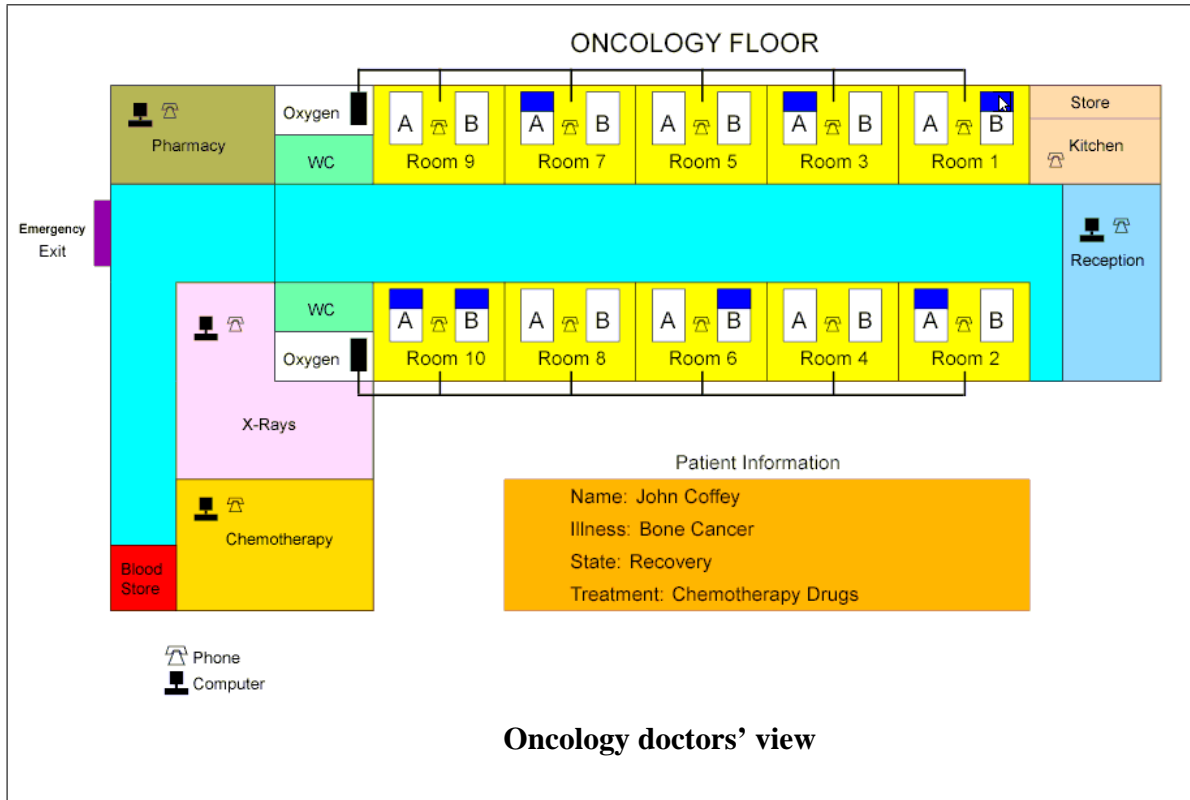 ONCOLOGY FLOOR
Pharmacy
Oxygen
WC
A B
Room 9
A B
Room 7
A B
Room 5
A B
Room 3
A B
Room 1
Store
Kitchen
Emergency
Exit
Reception
X-Rays
WC
Oxygen
A B
Room 10
A B
Room 8
A B
Room 6
A B
Room 4
A B
Room 2
Chemotherapy
Blood
Store
Patient Information
Name: John Coffey
Illness: Bone Cancer
State: Recovery
Treatment: Chemotherapy Drugs
Phone
Computer
Oncology doctors’ view